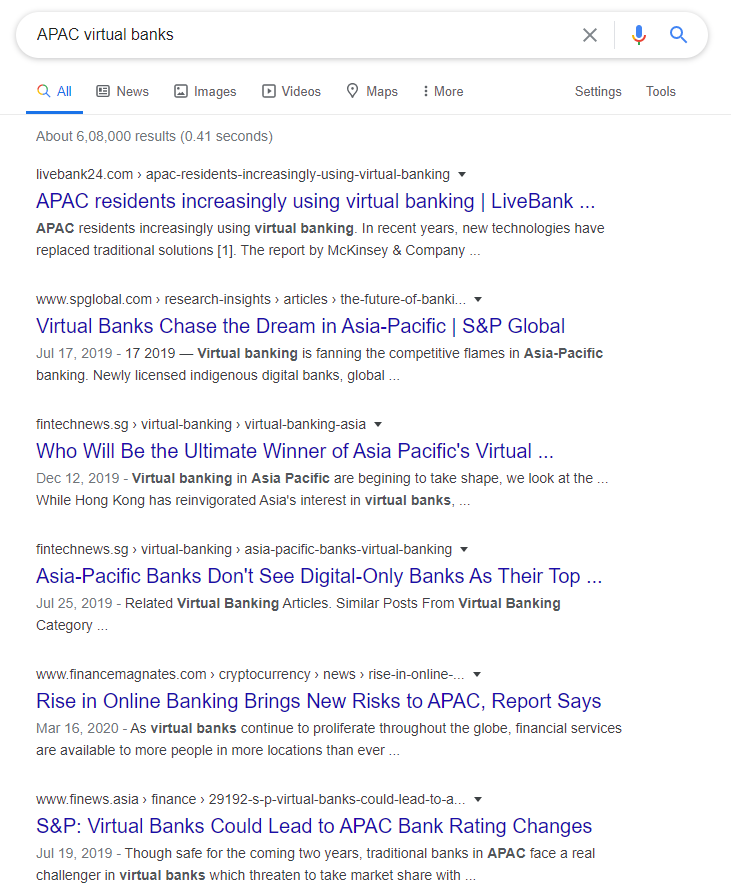 APAC virtual banks
All News Images Videos Maps More Settings Tools
About 6,08,000 results (0.41 seconds)
livebank24.com › apac-residents-increasingly-using-virtual-banking
APAC residents increasingly using virtual banking | LiveBank ...
APAC residents increasingly using virtual banking. In recent years, new technologies have
replaced traditional solutions [1]. The report by McKinsey & Company ...
www.spglobal.com › research-insights › articles › the-future-of-banki...
Virtual Banks Chase the Dream in Asia-Pacific | S&P Global
Jul 17, 2019 - 17 2019 — Virtual banking is fanning the competitive flames in Asia-Pacific
banking. Newly licensed indigenous digital banks, global ...
fintechnews.sg › virtual-banking › virtual-banking-asia
Who Will Be the Ultimate Winner of Asia Pacific's Virtual ...
Dec 12, 2019 - Virtual banking in Asia Pacific are begining to take shape, we look at the ...
While Hong Kong has reinvigorated Asia's interest in virtual banks, ...
fintechnews.sg › virtual-banking › asia-pacific-banks-virtual-banking
Asia-Pacific Banks Don't See Digital-Only Banks As Their Top ...
Jul 25, 2019 - Related Virtual Banking Articles. Similar Posts From Virtual Banking
Category ...
www.financemagnates.com › cryptocurrency › news › rise-in-online-...
Rise in Online Banking Brings New Risks to APAC, Report Says
Mar 16, 2020 - As virtual banks continue to proliferate throughout the globe, financial services
are available to more people in more locations than ever ...
www.finews.asia › finance › 29192-s-p-virtual-banks-could-lead-to-a...
S&P: Virtual Banks Could Lead to APAC Bank Rating Changes
Jul 19, 2019 - Though safe for the coming two years, traditional banks in APAC face a real
challenger in virtual banks which threaten to take market share with ...